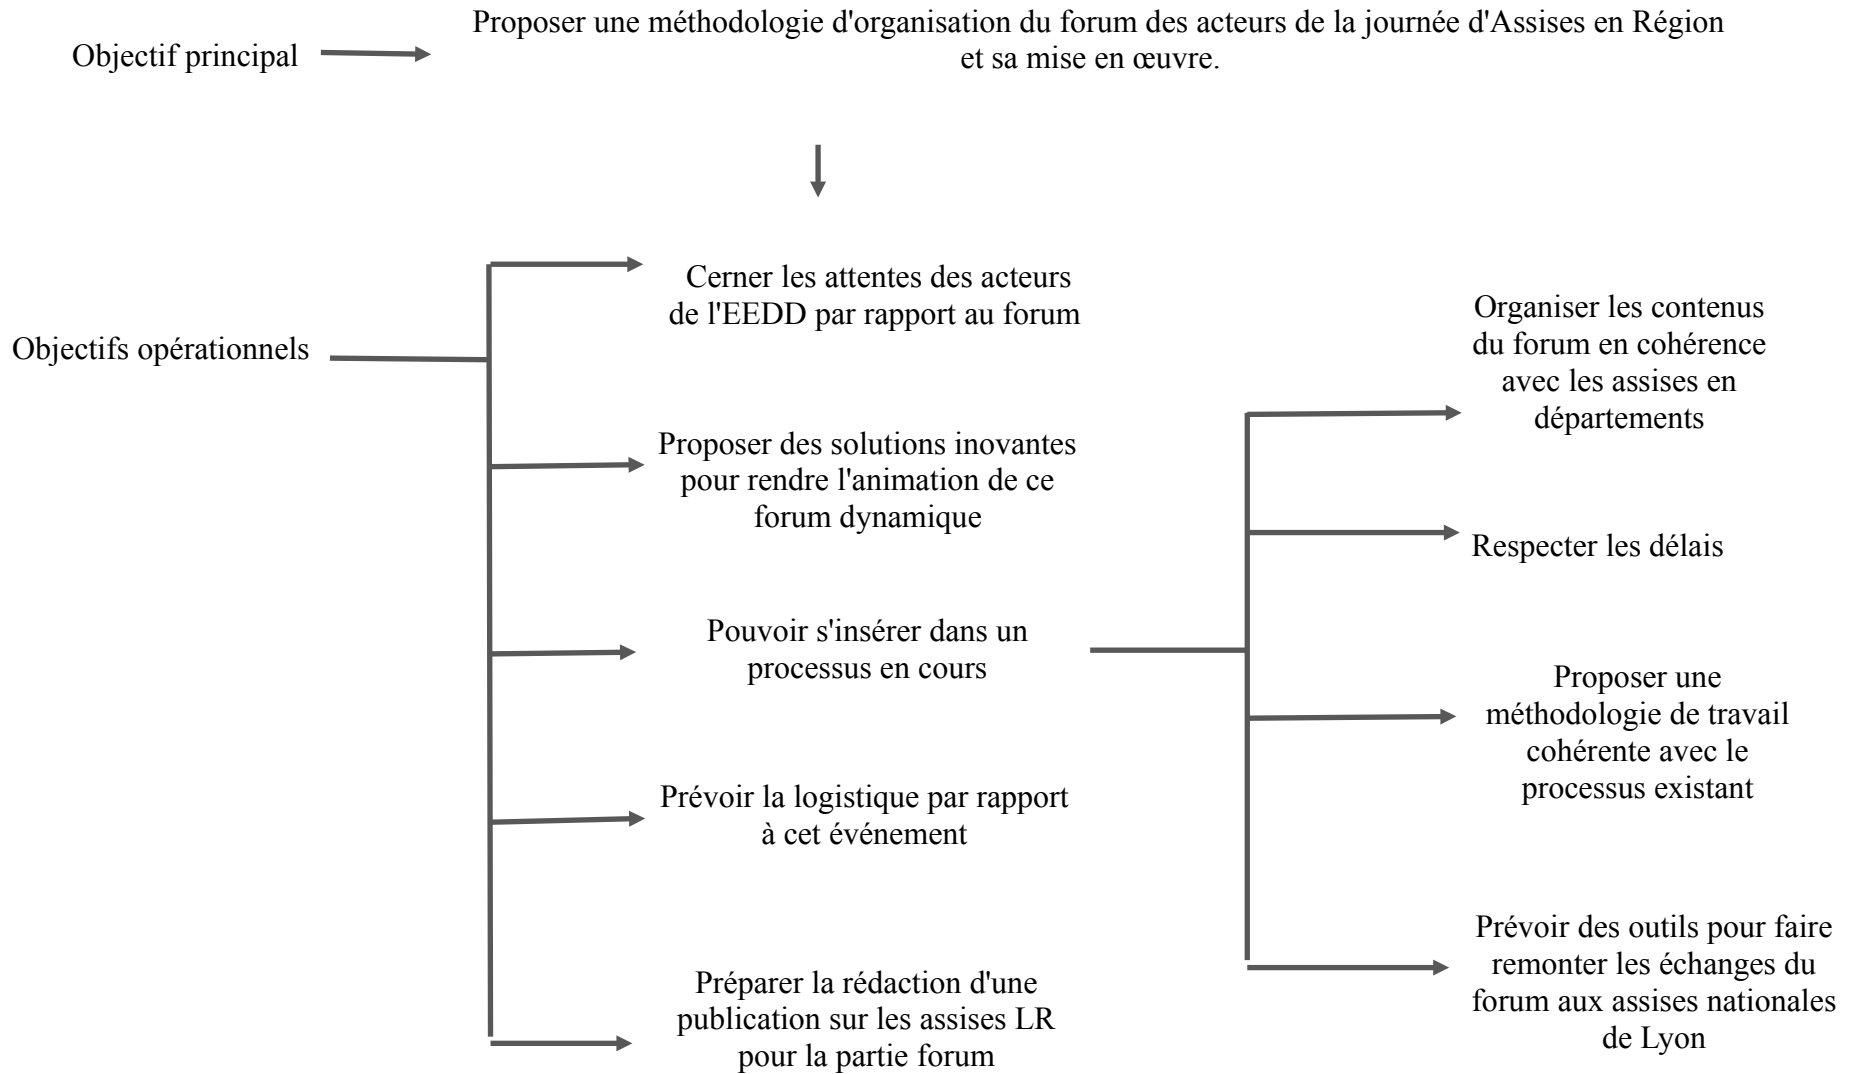 Objectif principal
Proposer une méthodologie d'organisation du forum des acteurs de la journée d'Assises en Région
et sa mise en œuvre.
Objectifs opérationnels
Cerner les attentes des acteurs
de l'EEDD par rapport au forum
Proposer des solutions inovantes
pour rendre l'animation de ce
forum dynamique
Pouvoir s'insérer dans un
processus en cours
Prévoir la logistique par rapport
à cet événement
Préparer la rédaction d'une
publication sur les assises LR
pour la partie forum
Organiser les contenus
du forum en cohérence
avec les assises en
départements
Respecter les délais
Proposer une
méthodologie de travail
cohérente avec le
processus existant
Prévoir des outils pour faire
remonter les échanges du
forum aux assises nationales
de Lyon